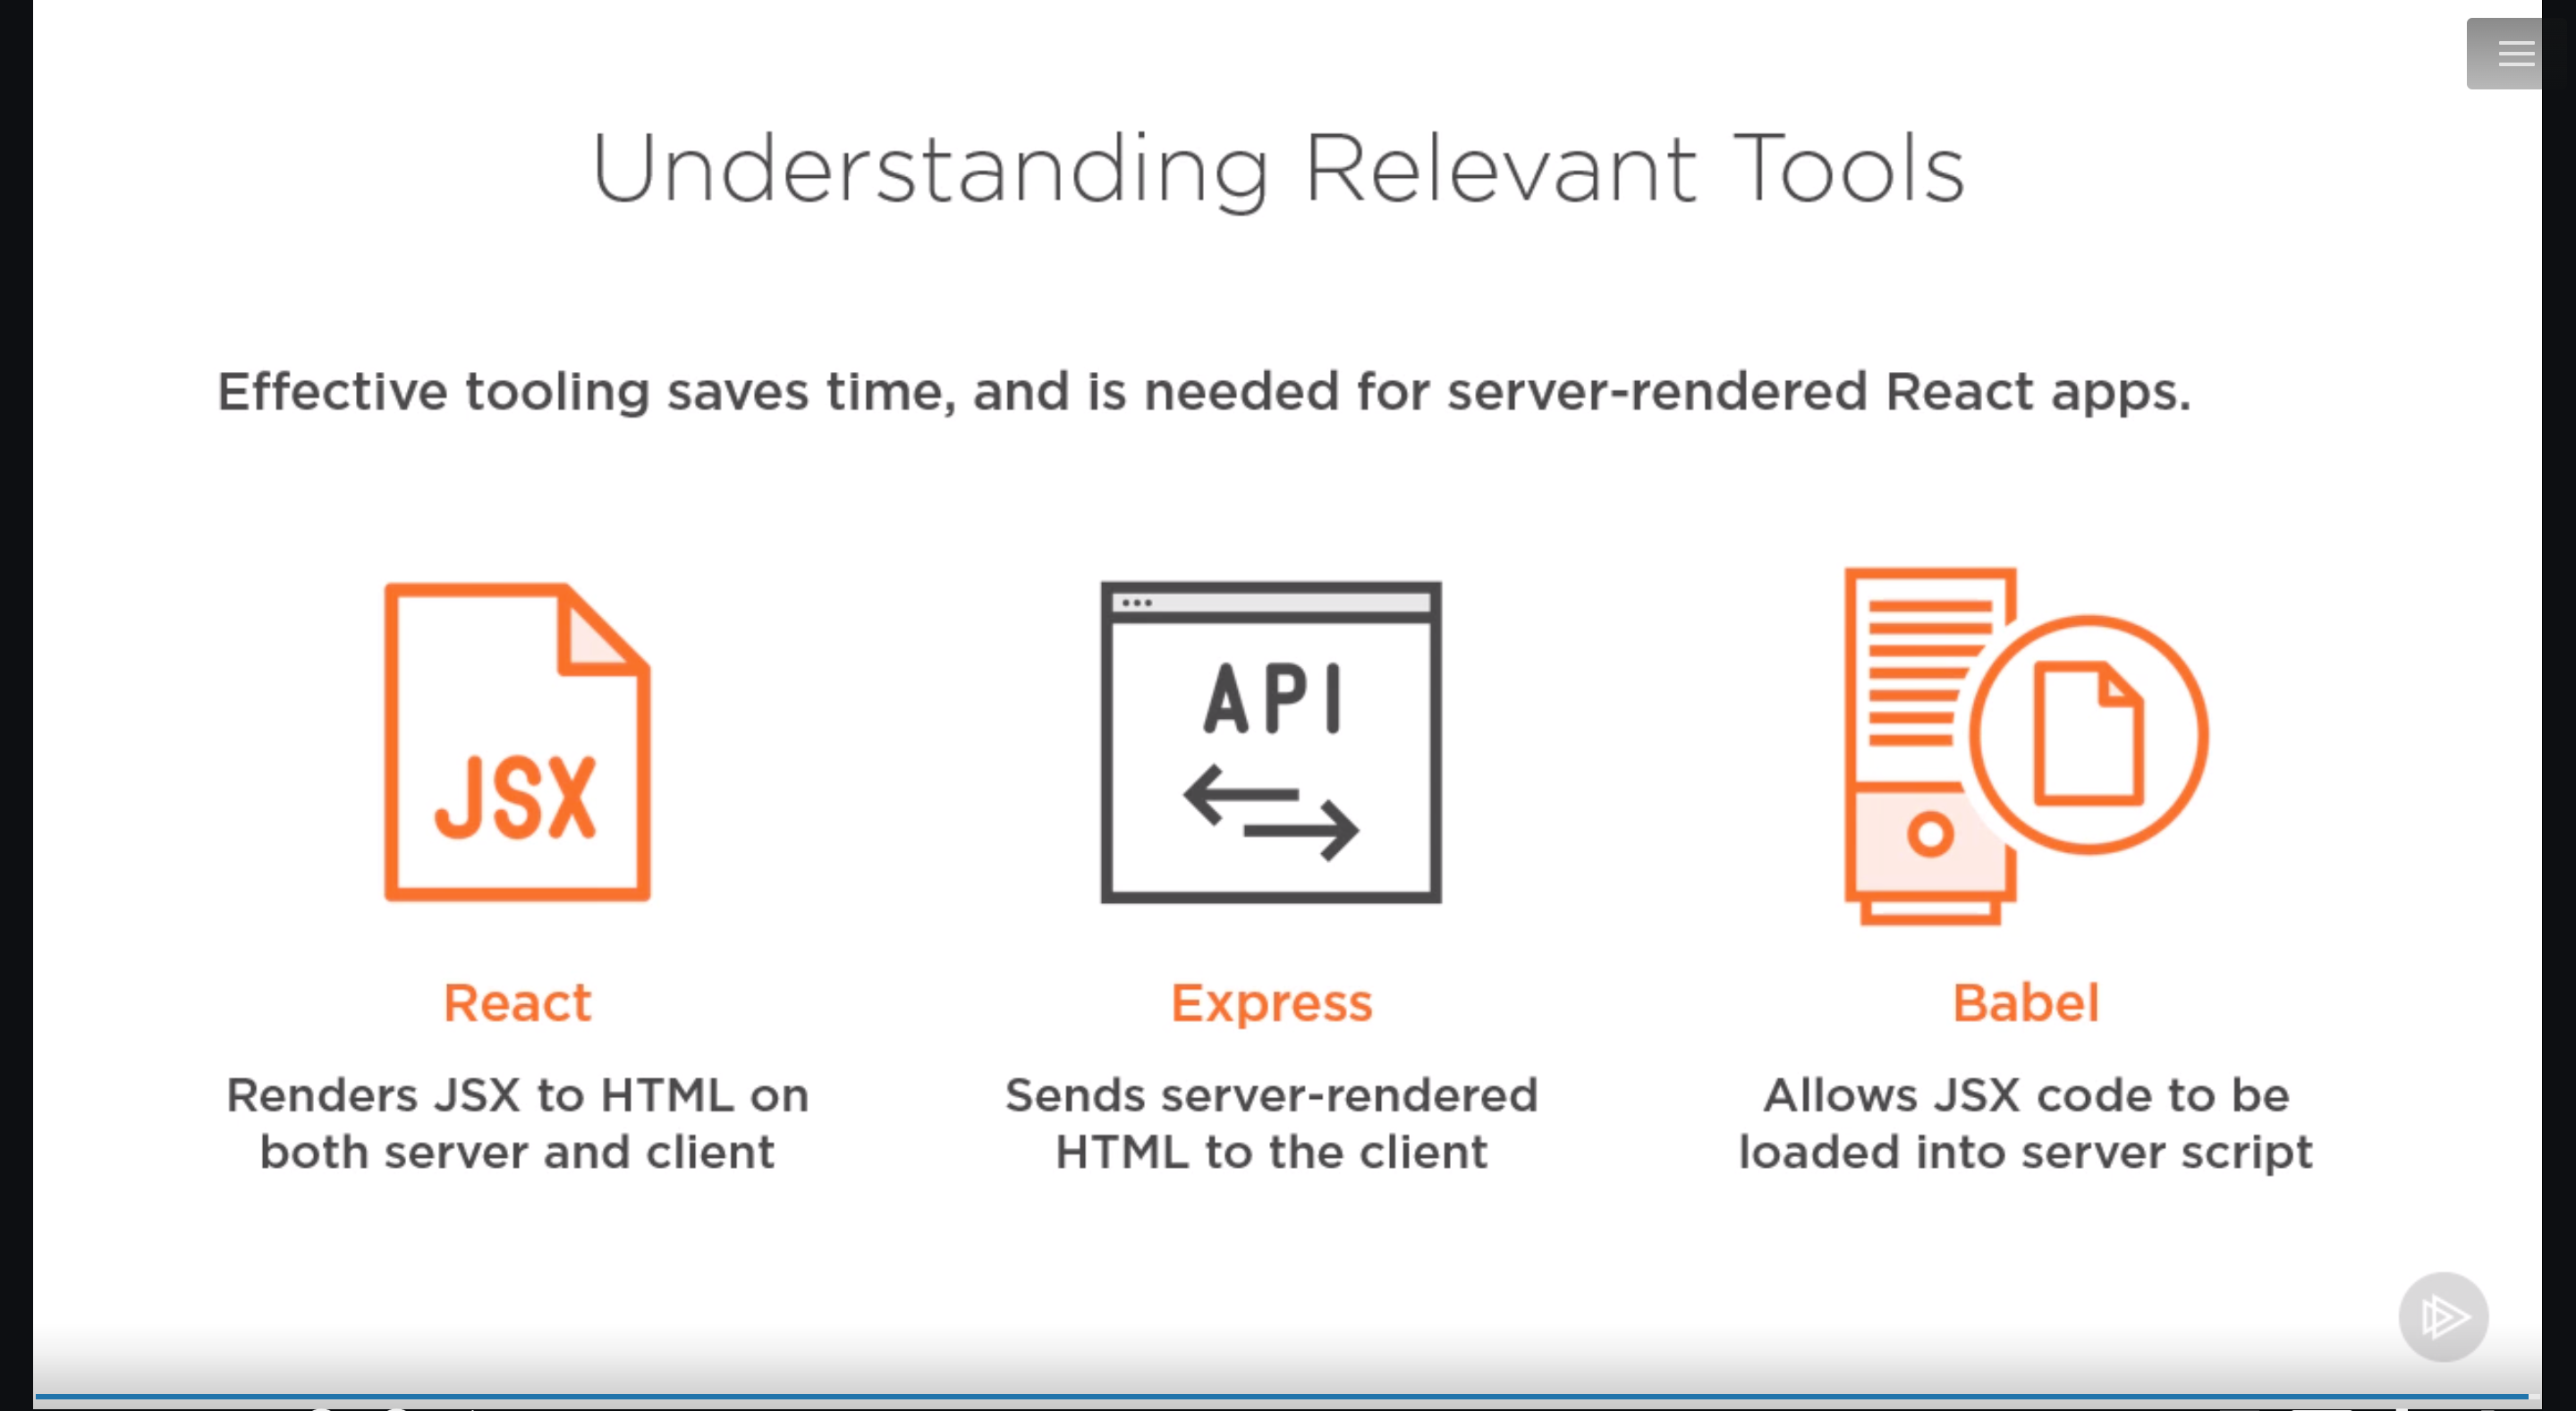 Understanding Relevant Tools
Effective tooling saves time, and is needed for server-rendered React apps.
JSX
React
Renders JSX to HTML on
both server and client
API
Express
Sends server-rendered
HTML to the client
Babel
Allows JSX code to be
loaded into server script